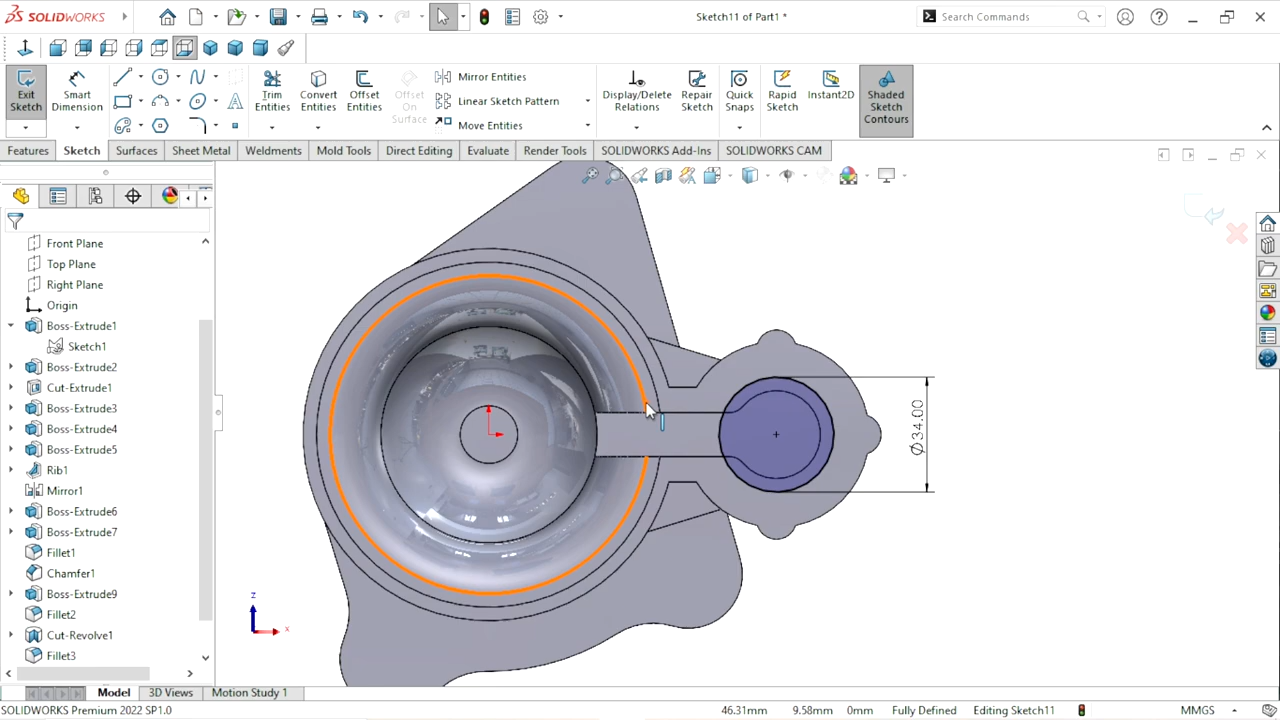 SOLIDWORKS
Sketch11 of Part1 *
Search Commands
Exit Sketch
Smart Dimension
Trim Entities
Convert Entities
Offset Entities
Offset On Surface
Mirror Entities
Linear Sketch Pattern
Move Entities
Display/Delete Relations
Repair Sketch
Quick Snaps
Rapid Sketch
Instant2D
Shaded Sketch Contours
Features
Sketch
Surfaces
Sheet Metal
Weldments
Mold Tools
Direct Editing
Evaluate
Render Tools
SOLIDWORKS Add-Ins
SOLIDWORKS CAM
Front Plane
Top Plane
Right Plane
Origin
Boss-Extrude1
Sketch1
Boss-Extrude2
Cut-Extrude1
Boss-Extrude3
Boss-Extrude4
Boss-Extrude5
Rib1
Mirror1
Boss-Extrude6
Boss-Extrude7
Fillet1
Chamfer1
Boss-Extrude9
Fillet2
Cut-Revolve1
Fillet3
Ø34.00
z
x
Model
3D Views
Motion Study 1
SOLIDWORKS Premium 2022 SP1.0
46.31mm
9.58mm
0mm
Fully Defined
Editing Sketch11
MMGS